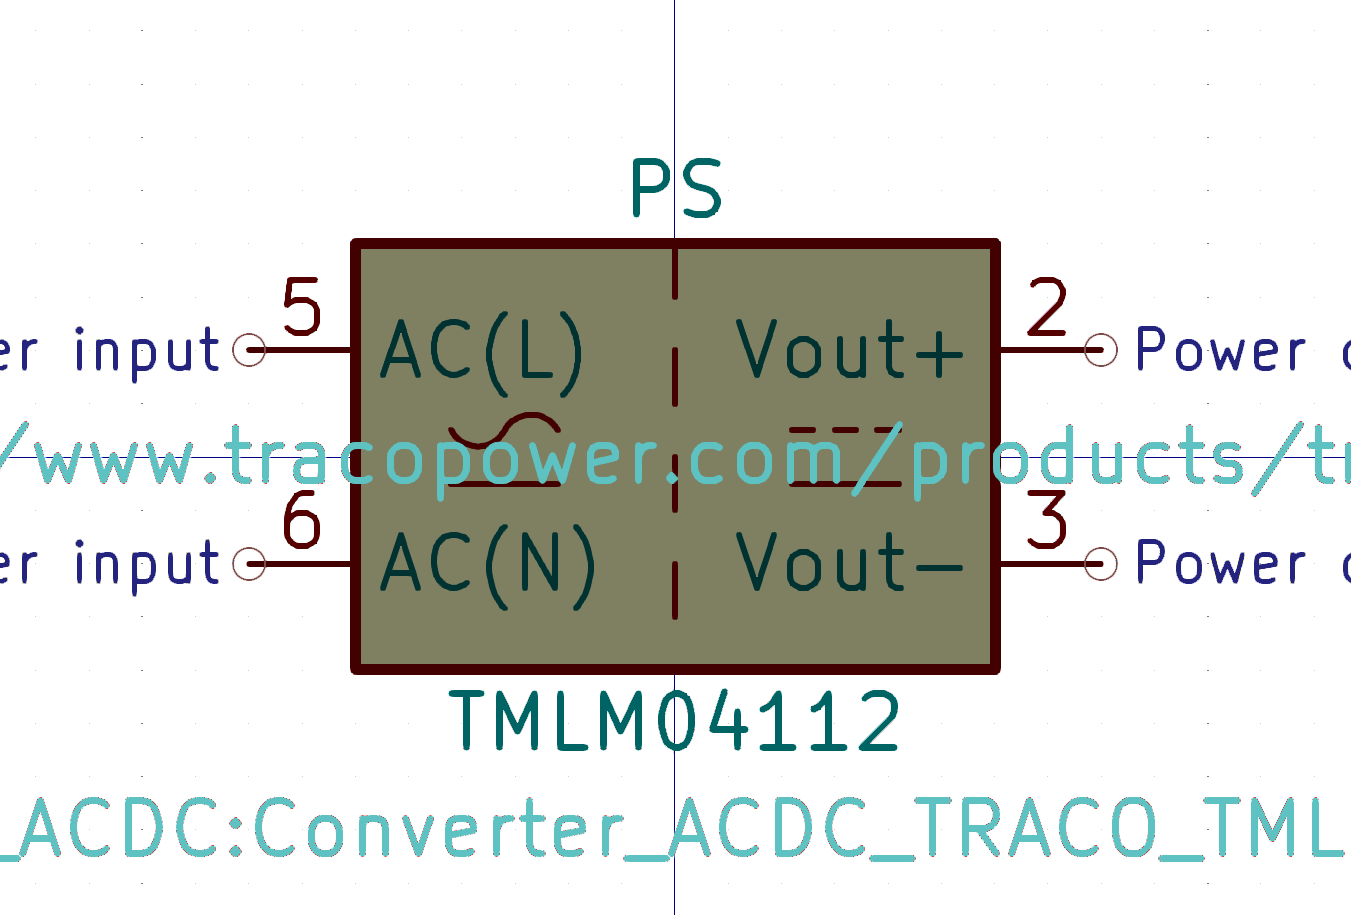 PS
5 2
er input AC(L) Vout+ Power
/www.tracopower.com/products/tr
6 3
er input AC(N) Vout- Power
TMLM04112
_ACDC:Converter_ACDC_TRACO_TML